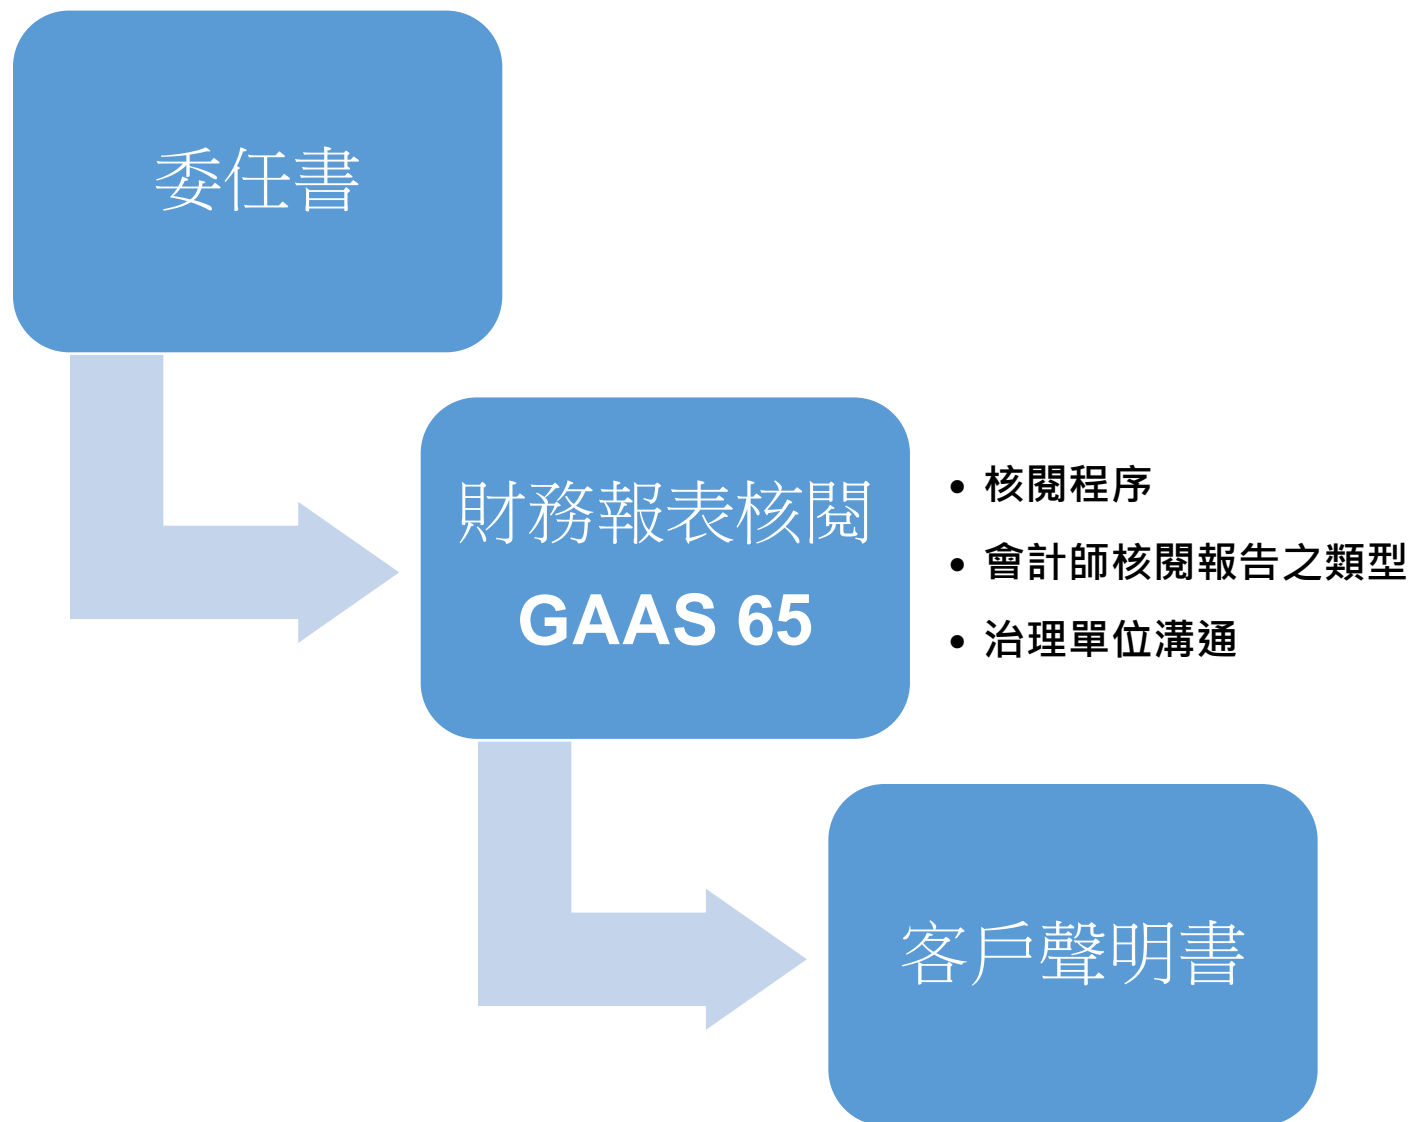 委任書
財務報表核閱
GAAS 65
• 核閱程序
• 會計師核閱報告之類型
• 治理單位溝通
客戶聲明書